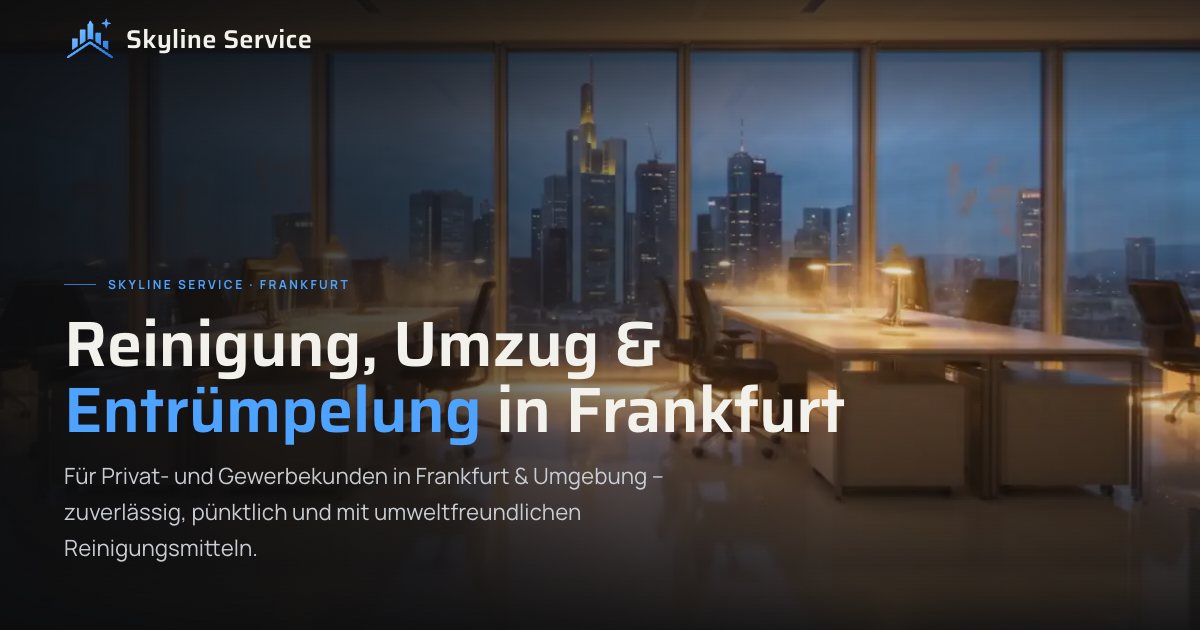 Skyline Service
SKYLINE SERVICE · FRANKFURT
Reinigung, Umzug &
Entrümpelung in Frankfurt
Für Privat- und Gewerbekunden in Frankfurt & Umgebung –
zuverlässig, pünktlich und mit umweltfreundlichen
Reinigungsmitteln.